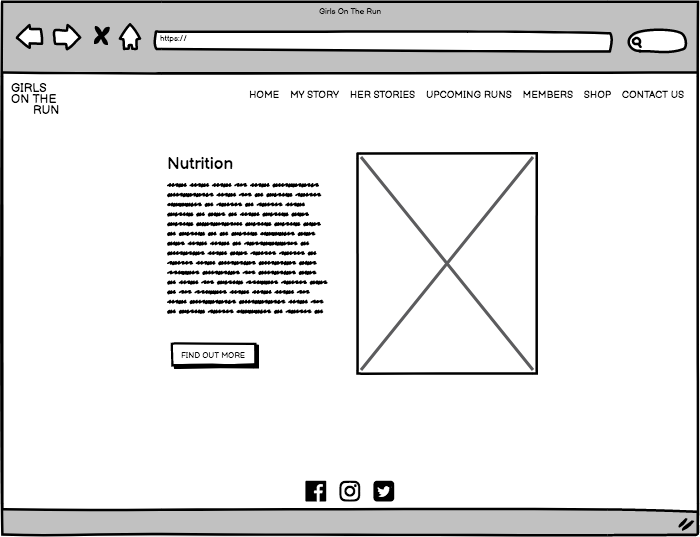 Girls On The Run
https://
GIRLS
ON THE
RUN
HOME MY STORY HER STORIES UPCOMING RUNS MEMBERS SHOP CONTACT US
Nutrition
FIND OUT MORE